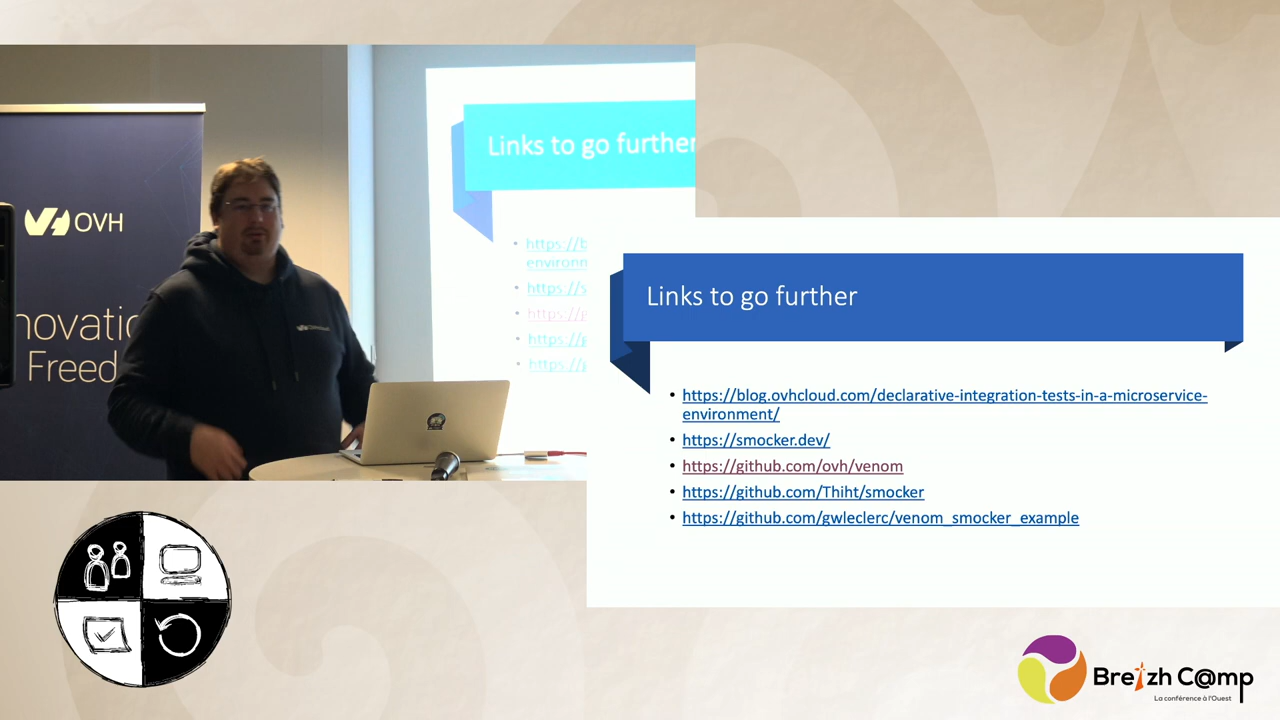 OVH
novatio
Freed
Links to go further
https://b
environn
https://s
https://g
https://g
Links to go further
• https://blog.ovhcloud.com/declarative-integration-tests-in-a-microservice-
environment/
• https://smocker.dev/
• https://github.com/ovh/venom
• https://github.com/Thiht/smocker
• https://github.com/gwleclerc/venom_smocker_example
Breizh C@mp
La conférence à l'Ouest